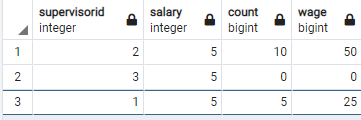 supervisorid salary count wage
integer integer bigint bigint
1 2 5 10 50
2 3 5 0 0
3 1 5 5 25